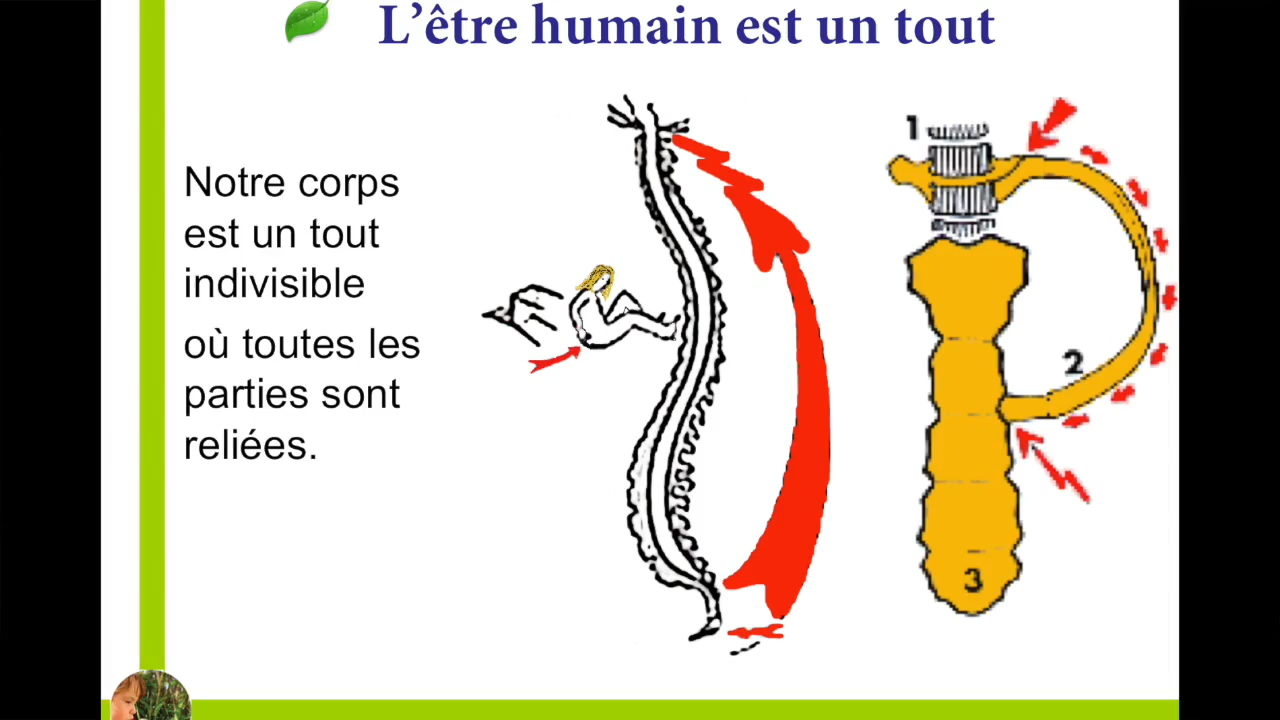 L’être humain est un tout
Notre corps
est un tout
indivisible
où toutes les
parties sont
reliées.
1
2
3